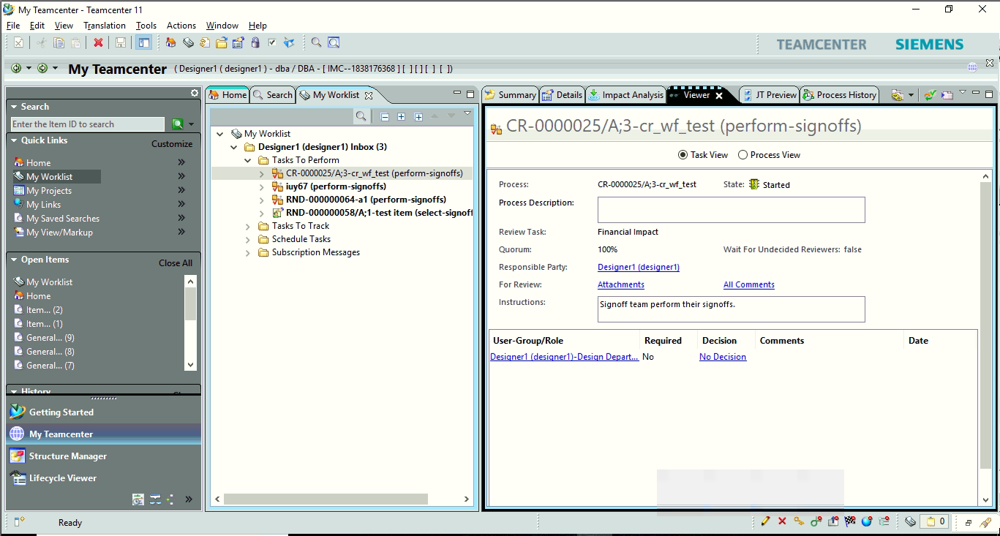 My Teamcenter - Teamcenter 11
File Edit View Translation Tools Actions Window Help
TEAMCENTER SIEMENS
My Teamcenter ( Designer1 ( designer1 ) - dba / DBA - [ IMC--1838176368 ] [ ] [ ] [ ] [ ])
Search
Enter the Item ID to search
Quick Links
Customize
Home »
My Worklist »
My Projects »
My Links »
My Saved Searches »
My View/Markup »
Open Items
Close All
My Worklist
Home
Item... (2)
Item... (1)
General... (9)
General... (8)
General... (7)
History
Getting Started
My Teamcenter
Structure Manager
Lifecycle Viewer
»
Home Search My Worklist
My Worklist
Designer1 (designer1) Inbox (3)
Tasks To Perform
CR-0000025/A;3-cr_wf_test (perform-signoffs)
iuy67 (perform-signoffs)
RND-000000064-a1 (perform-signoffs)
RND-000000058/A;1-test item (select-signoff
Tasks To Track
Schedule Tasks
Subscription Messages
Summary Details Impact Analysis Viewer JT Preview Process History
CR-0000025/A;3-cr_wf_test (perform-signoffs)
Task View Process View
Process: CR-0000025/A;3-cr_wf_test State: Started
Process Description:
Review Task: Financial Impact
Quorum: 100% Wait For Undecided Reviewers: false
Responsible Party: Designer1 (designer1)
For Review: Attachments All Comments
Instructions: Signoff team perform their signoffs.
User-Group/Role Required Decision Comments Date
Designer1 (designer1)-Design Depart... No No Decision
Ready
0